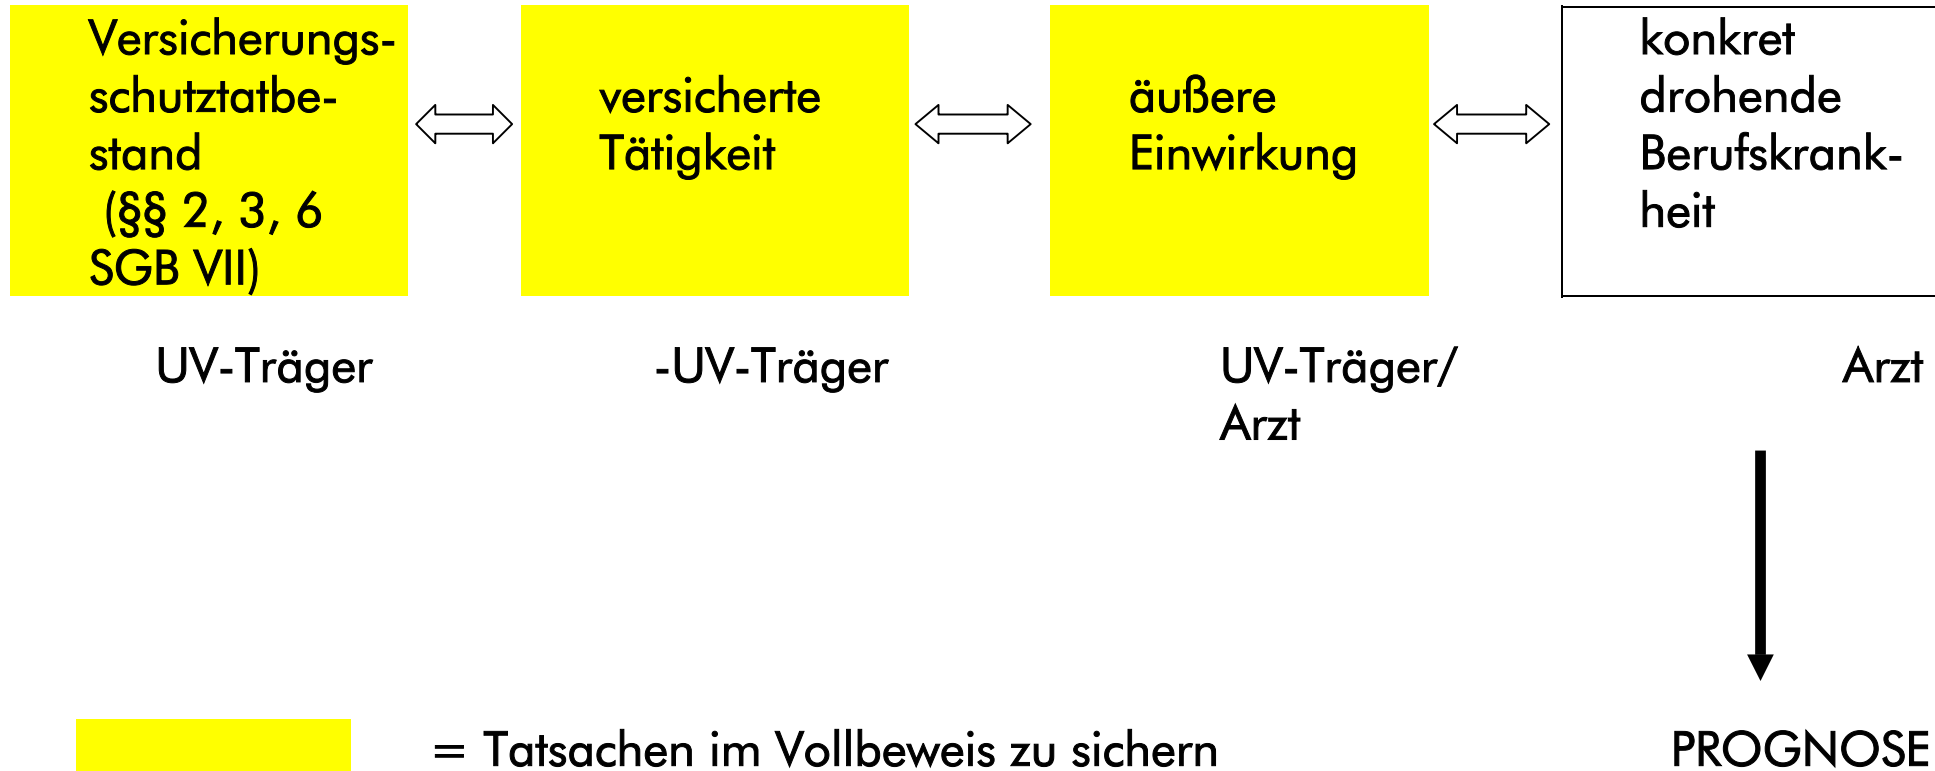 Versicherungs-
schutztatbe-
stand
(§§ 2, 3, 6
SGB VII)
versicherte
Tätigkeit
äußere
Einwirkung
konkret
drohende
Berufskrank-
heit
UV-Träger
-UV-Träger
UV-Träger/
Arzt
Arzt
= Tatsachen im Vollbeweis zu sichern
PROGNOSE